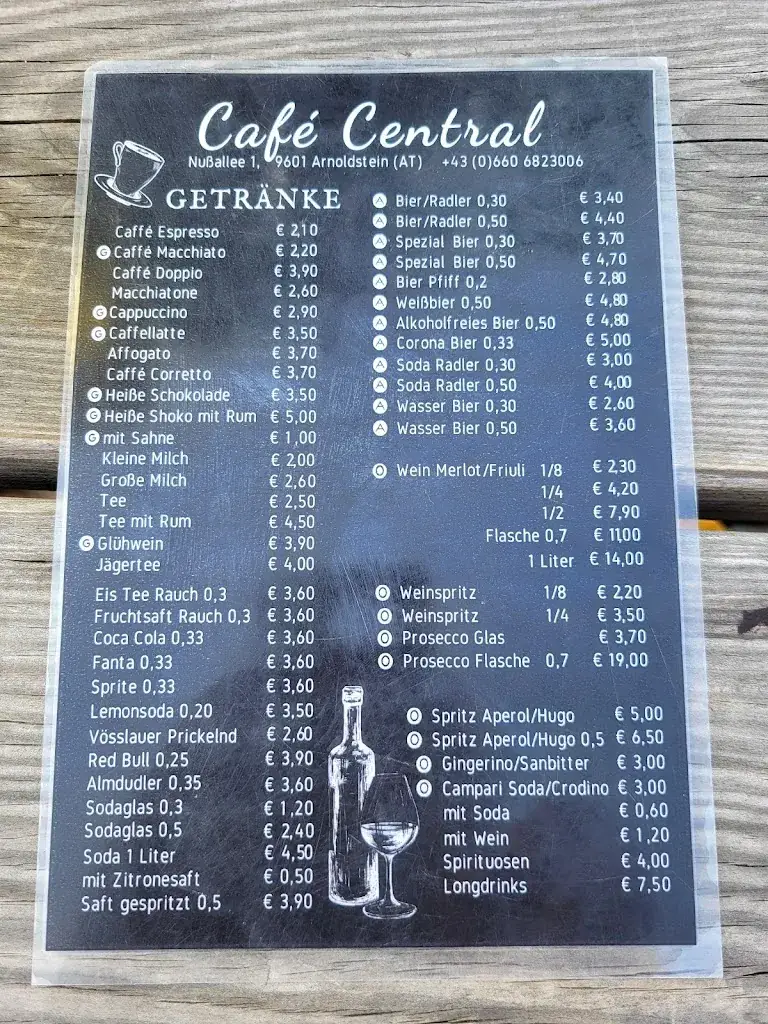 Café Central
Nußallee 1, 9601 Arnoldstein (AT) +43 (0)660 6823006
GETRÄNKE
Caffé Espresso € 2,10
G Caffé Macchiato € 2,20
Caffé Doppio € 3,90
Macchiatone € 2,60
G Cappuccino € 2,90
G Caffellatte € 3,50
Affogato € 3,70
Caffé Corretto € 3,70
G Heiße Schokolade € 3,50
G Heiße Shoko mit Rum € 5,00
G mit Sahne € 1,00
Kleine Milch € 2,00
Große Milch € 2,60
Tee € 2,50
Tee mit Rum € 4,50
G Glühwein € 3,90
Jägertee € 4,00
Eis Tee Rauch 0,3 € 3,60
Fruchtsaft Rauch 0,3 € 3,60
Coca Cola 0,33 € 3,60
Fanta 0,33 € 3,60
Sprite 0,33 € 3,60
Lemonsoda 0,20 € 3,50
Vösslauer Prickelnd € 2,60
Red Bull 0,25 € 3,90
Almdudler 0,35 € 3,60
Sodaglas 0,3 € 1,20
Sodaglas 0,5 € 2,40
Soda 1 Liter € 4,50
mit Zitronesaft € 0,50
Saft gespritzt 0,5 € 3,90
A Bier/Radler 0,30 € 3,40
A Bier/Radler 0,50 € 4,40
A Spezial Bier 0,30 € 3,70
A Spezial Bier 0,50 € 4,70
A Bier Pfiff 0,2 € 2,80
A Weißbier 0,50 € 4,80
A Alkoholfreies Bier 0,50 € 4,80
A Corona Bier 0,33 € 5,00
A Soda Radler 0,30 € 3,00
A Soda Radler 0,50 € 4,00
A Wasser Bier 0,30 € 2,60
A Wasser Bier 0,50 € 3,60
O Wein Merlot/Friuli 1/8 € 2,30
1/4 € 4,20
1/2 € 7,90
Flasche 0,7 € 11,00
1 Liter € 14,00
O Weinspritz 1/8 € 2,20
O Weinspritz 1/4 € 3,50
O Prosecco Glas € 3,70
O Prosecco Flasche 0,7 € 19,00
O Spritz Aperol/Hugo € 5,00
O Spritz Aperol/Hugo 0,5 € 6,50
O Gingerino/Sanbitter € 3,00
O Campari Soda/Crodino € 3,00
mit Soda € 0,60
mit Wein € 1,20
Spirituosen € 4,00
Longdrinks € 7,50